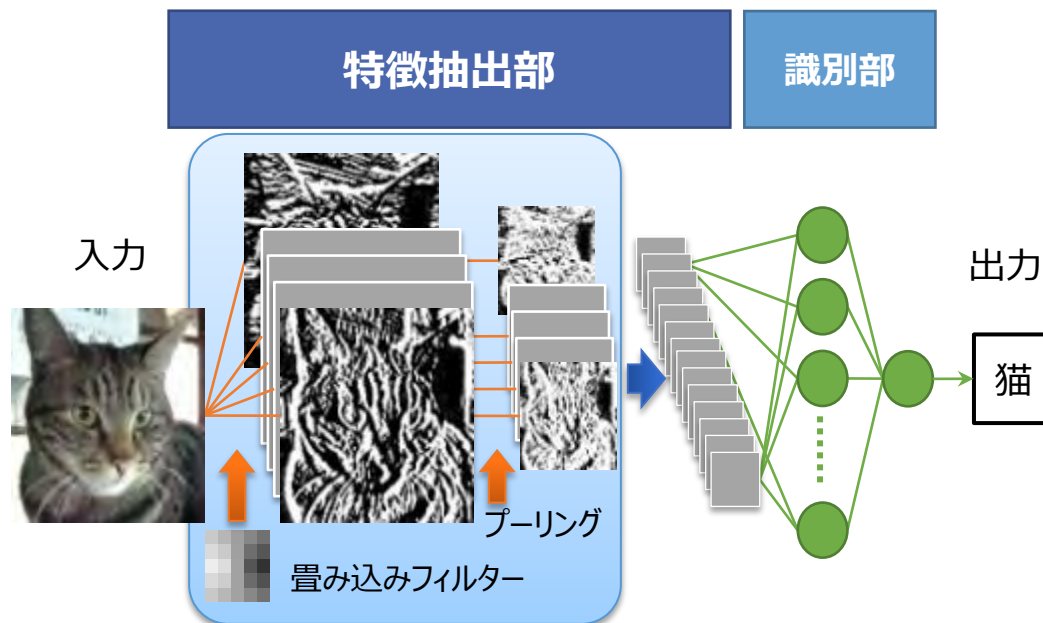 特徴抽出部
識別部
入力
出力
猫
プーリング
畳み込みフィルター